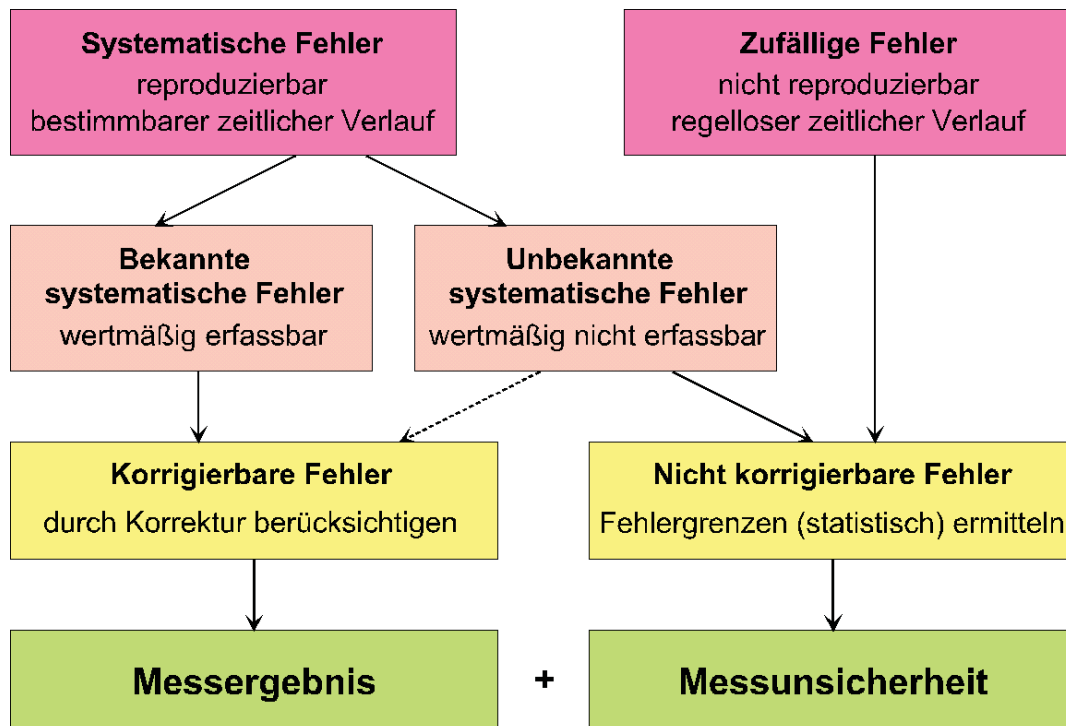 Systematische Fehler
reproduzierbar
bestimmbarer zeitlicher Verlauf
Zufällige Fehler
nicht reproduzierbar
regelloser zeitlicher Verlauf
Bekannte
systematische Fehler
wertmäßig erfassbar
Unbekannte
systematische Fehler
wertmäßig nicht erfassbar
Korrigierbare Fehler
durch Korrektur berücksichtigen
Nicht korrigierbare Fehler
Fehlergrenzen (statistisch) ermitteln
Messergebnis
+
Messunsicherheit